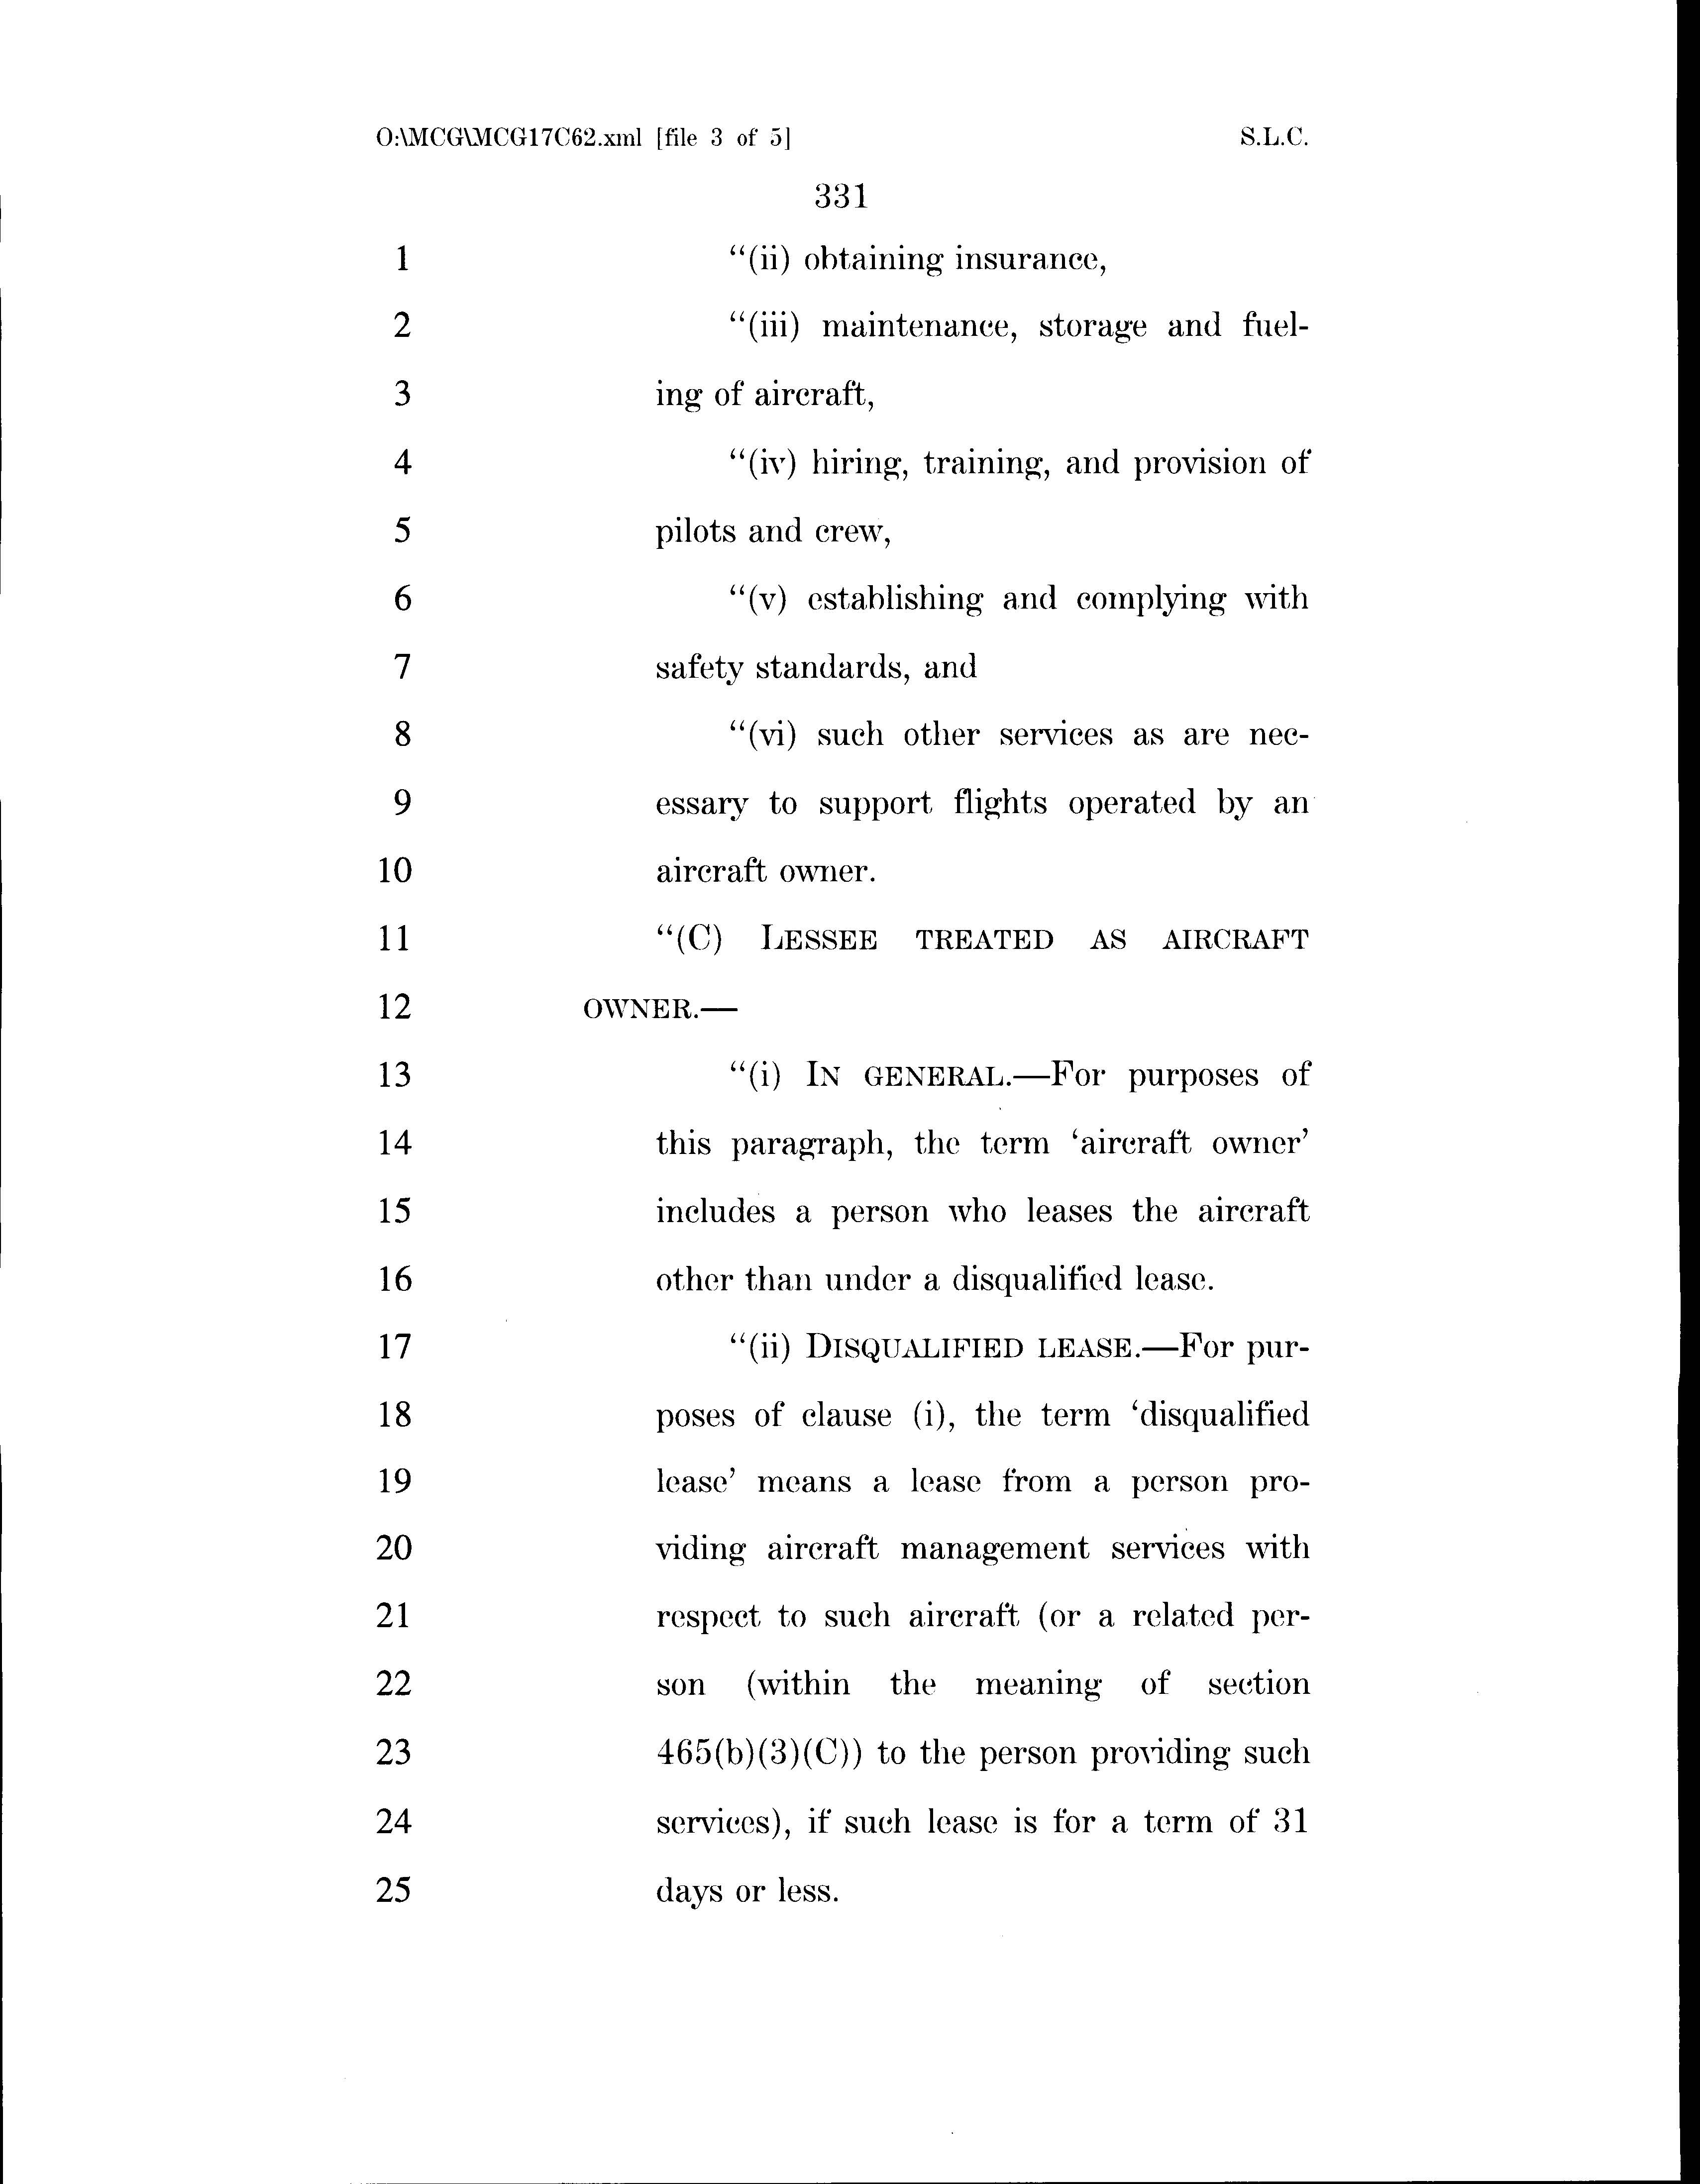 O:\MCG\MCG17C62.xml [file 3 of 5] S.L.C.
331
1 “(ii) obtaining insurance,
2 “(iii) maintenance, storage and fuel-
3 ing of aircraft,
4 “(iv) hiring, training, and provision of
5 pilots and crew,
6 “(v) establishing and complying with
7 safety standards, and
8 “(vi) such other services as are nec-
9 essary to support flights operated by an
10 aircraft owner.
11 “(C) LESSEE TREATED AS AIRCRAFT
12 OWNER.—
13 “(i) IN GENERAL.—For purposes of
14 this paragraph, the term ‘aircraft owner’
15 includes a person who leases the aircraft
16 other than under a disqualified lease.
17 “(ii) DISQUALIFIED LEASE.—For pur-
18 poses of clause (i), the term ‘disqualified
19 lease’ means a lease from a person pro-
20 viding aircraft management services with
21 respect to such aircraft (or a related per-
22 son (within the meaning of section
23 465(b)(3)(C)) to the person providing such
24 services), if such lease is for a term of 31
25 days or less.